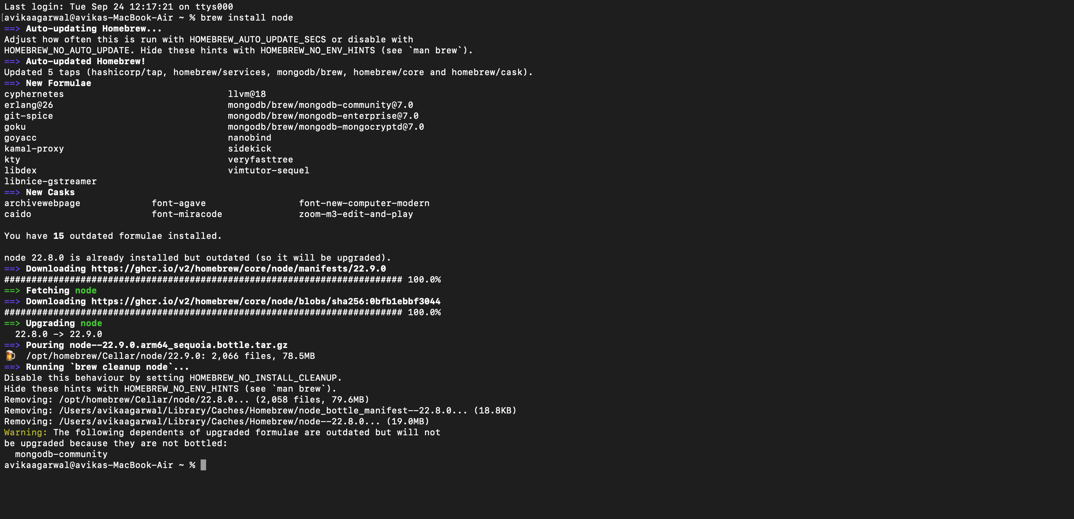 Last login: Tue Sep 24 12:17:21 on ttys000
[avikaagarwal@avikas-MacBook-Air ~ % brew install node
==> Auto-updating Homebrew...
Adjust how often this is run with HOMEBREW_AUTO_UPDATE_SECS or disable with
HOMEBREW_NO_AUTO_UPDATE. Hide these hints with HOMEBREW_NO_ENV_HINTS (see `man brew`).
==> Auto-updated Homebrew!
Updated 5 taps (hashicorp/tap, homebrew/services, mongodb/brew, homebrew/core and homebrew/cask).
==> New Formulae
cyphernetes llvm@18
erlang@26 mongodb/brew/mongodb-community@7.0
git-spice mongodb/brew/mongodb-enterprise@7.0
goku mongodb/brew/mongodb-mongocryptd@7.0
goyacc nanobind
kamal-proxy sidekick
kty veryfasttree
libdex vimtutor-sequel
libnice-gstreamer
==> New Casks
archivewebpage font-agave font-new-computer-modern
caido font-miracode zoom-m3-edit-and-play
You have 15 outdated formulae installed.
node 22.8.0 is already installed but outdated (so it will be upgraded).
==> Downloading https://ghcr.io/v2/homebrew/core/node/manifests/22.9.0
######################################################################### 100.0%
==> Fetching node
==> Downloading https://ghcr.io/v2/homebrew/core/node/blobs/sha256:0bfb1ebbf3044
######################################################################### 100.0%
==> Upgrading node
22.8.0 -> 22.9.0
==> Pouring node--22.9.0.arm64_sequoia.bottle.tar.gz
🍺 /opt/homebrew/Cellar/node/22.9.0: 2,066 files, 78.5MB
==> Running `brew cleanup node`...
Disable this behaviour by setting HOMEBREW_NO_INSTALL_CLEANUP.
Hide these hints with HOMEBREW_NO_ENV_HINTS (see `man brew`).
Removing: /opt/homebrew/Cellar/node/22.8.0... (2,058 files, 79.6MB)
Removing: /Users/avikaagarwal/Library/Caches/Homebrew/node_bottle_manifest--22.8.0... (18.8KB)
Removing: /Users/avikaagarwal/Library/Caches/Homebrew/node--22.8.0... (19.0MB)
Warning: The following dependents of upgraded formulae are outdated but will not
be upgraded because they are not bottled:
mongodb-community
avikaagarwal@avikas-MacBook-Air ~ %